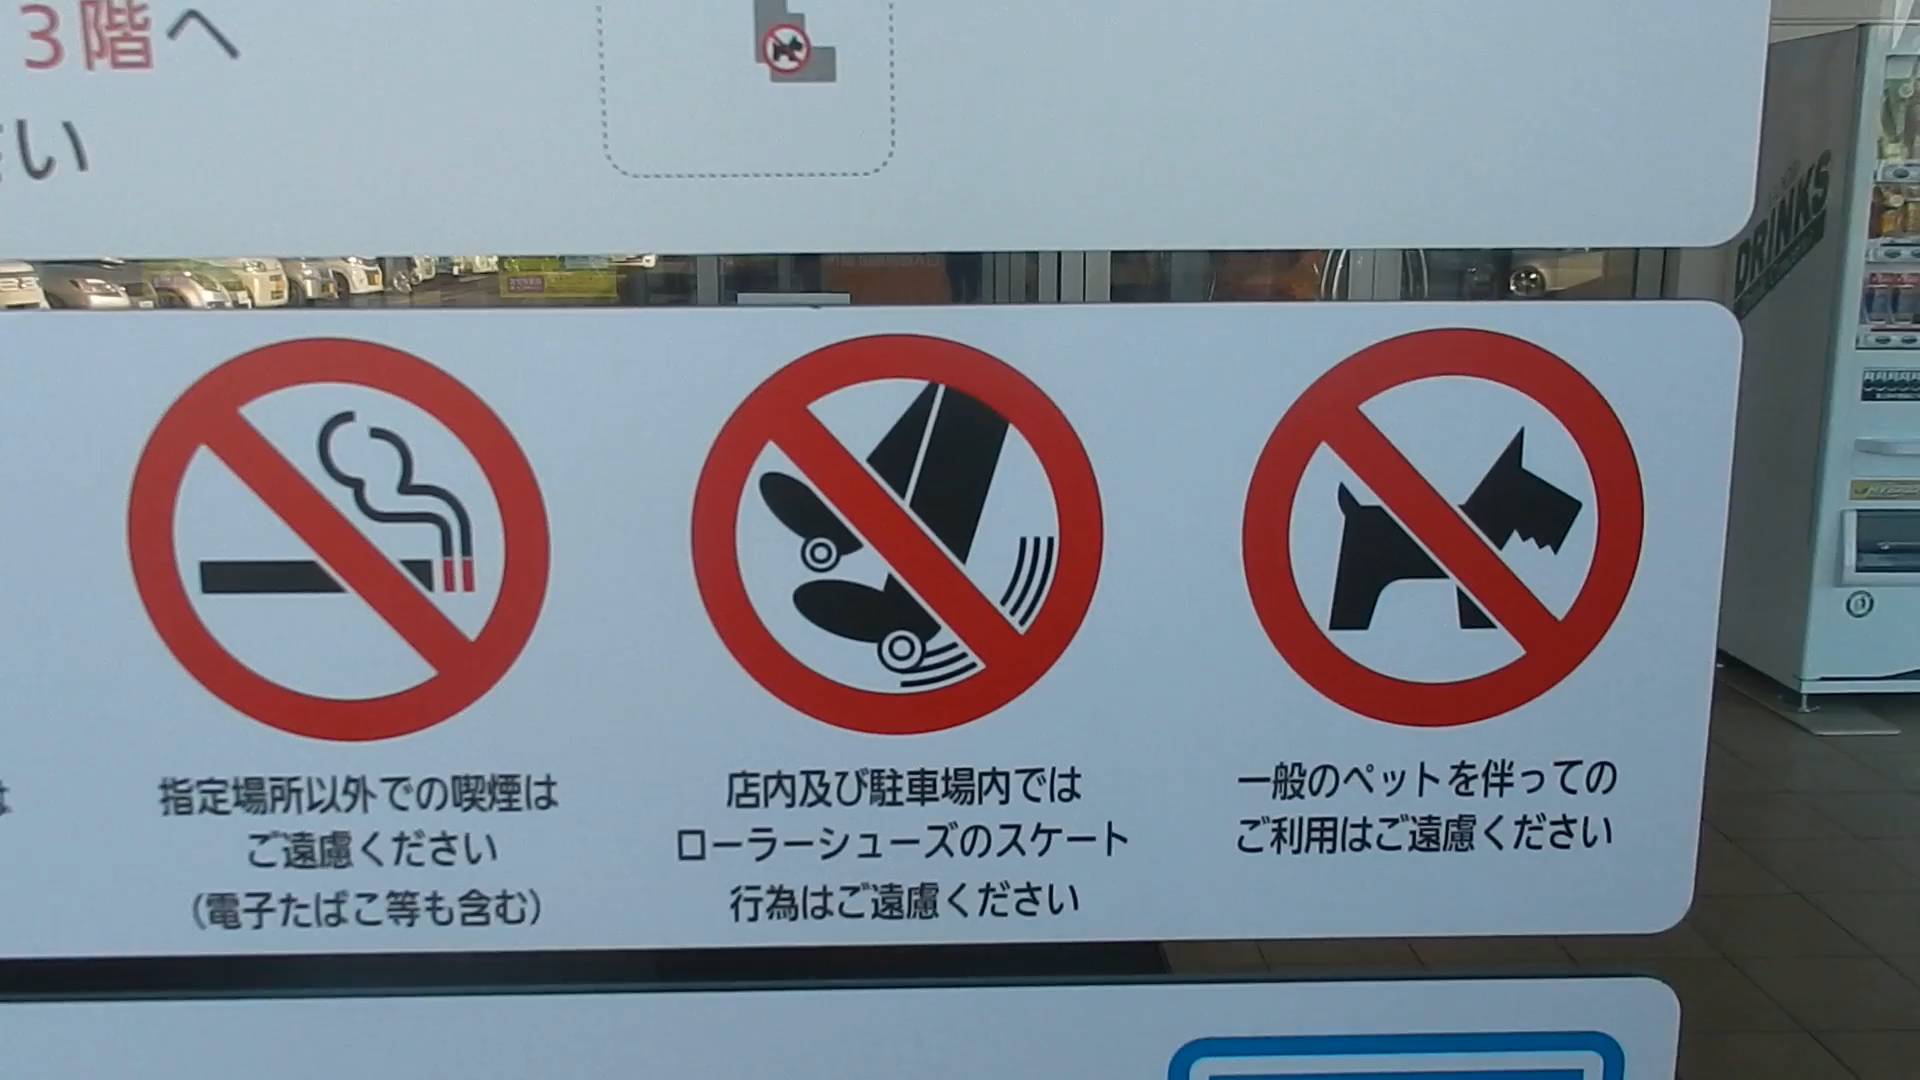 3階へ
さい
指定場所以外での喫煙は
ご遠慮ください
(電子たばこ等も含む)
店内及び駐車場内では
ローラーシューズのスケート
行為はご遠慮ください
一般のペットを伴っての
ご利用はご遠慮ください
DRINKS